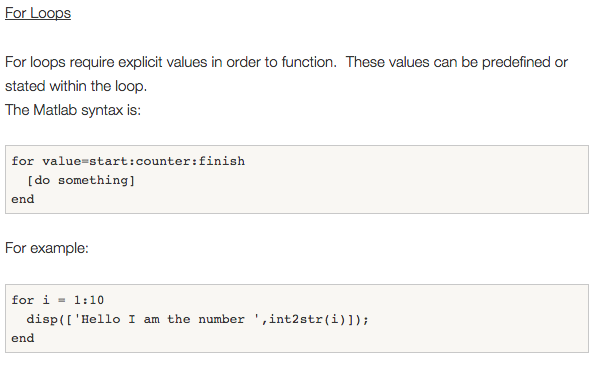 For Loops
For loops require explicit values in order to function.  These values can be predefined or
stated within the loop.
The Matlab syntax is:
for value=start:counter:finish
  [do something]
end
For example:
for i = 1:10
  disp(['Hello I am the number ',int2str(i)]);
end